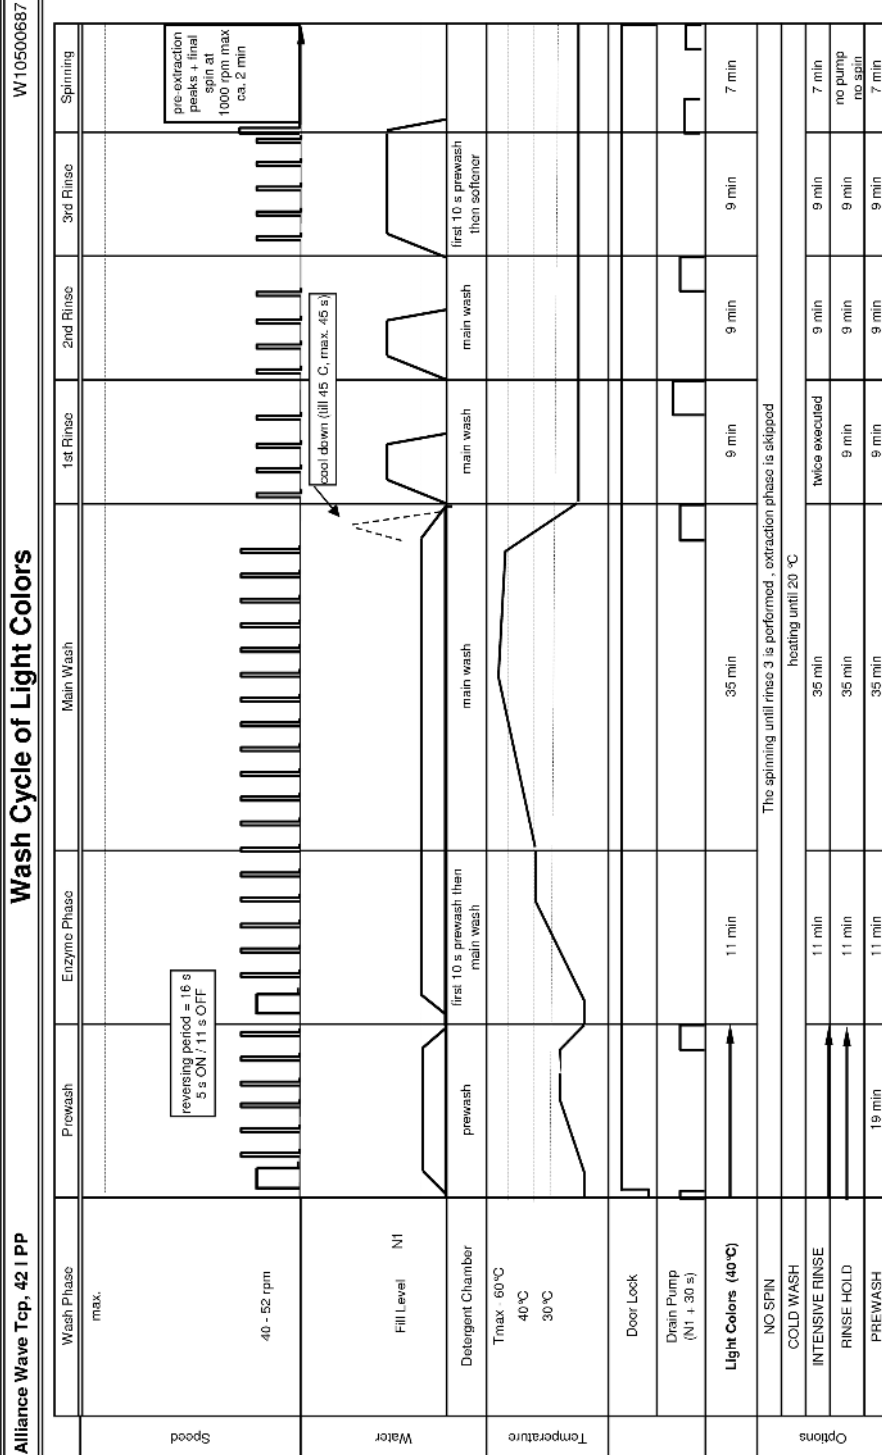 Alliance Wave Tcp, 42 l PP
Wash Cycle of Light Colors
W10500687
Wash Phase
Prewash
Enzyme Phase
Main Wash
1st Rinse
2nd Rinse
3rd Rinse
Spinning
Speed
max.
40 - 52 rpm
reversing period = 16 s
5 s ON / 11 s OFF
pre-extraction
peaks + final
spin at
1000 rpm max
ca. 2 min
Water
Fill Level N1
cool down (till 45 C, max. 45 s)
Detergent Chamber
prewash
first 10 s prewash then
main wash
main wash
main wash
main wash
first 10 s prewash
then softener
Temperature
Tmax - 60°C
40°C
30°C
Door Lock
Drain Pump
(N1 + 30 s)
Light Colors (40°C)
11 min
35 min
9 min
9 min
9 min
7 min
Options
NO SPIN
The spinning until rinse 3 is performed , extraction phase is skipped
COLD WASH
heating until 20 °C
INTENSIVE RINSE
11 min
35 min
twice executed
9 min
9 min
7 min
RINSE HOLD
11 min
35 min
9 min
9 min
9 min
no pump
no spin
PREWASH
19 min
11 min
35 min
9 min
9 min
9 min
7 min